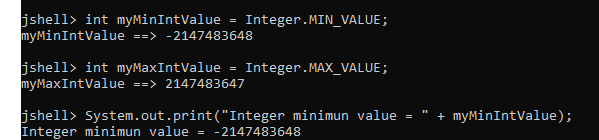 jshell> int myMinIntValue = Integer.MIN_VALUE;
myMinIntValue ==> -2147483648
jshell> int myMaxIntValue = Integer.MAX_VALUE;
myMaxIntValue ==> 2147483647
jshell> System.out.print("Integer minimun value = " + myMinIntValue);
Integer minimun value = -2147483648